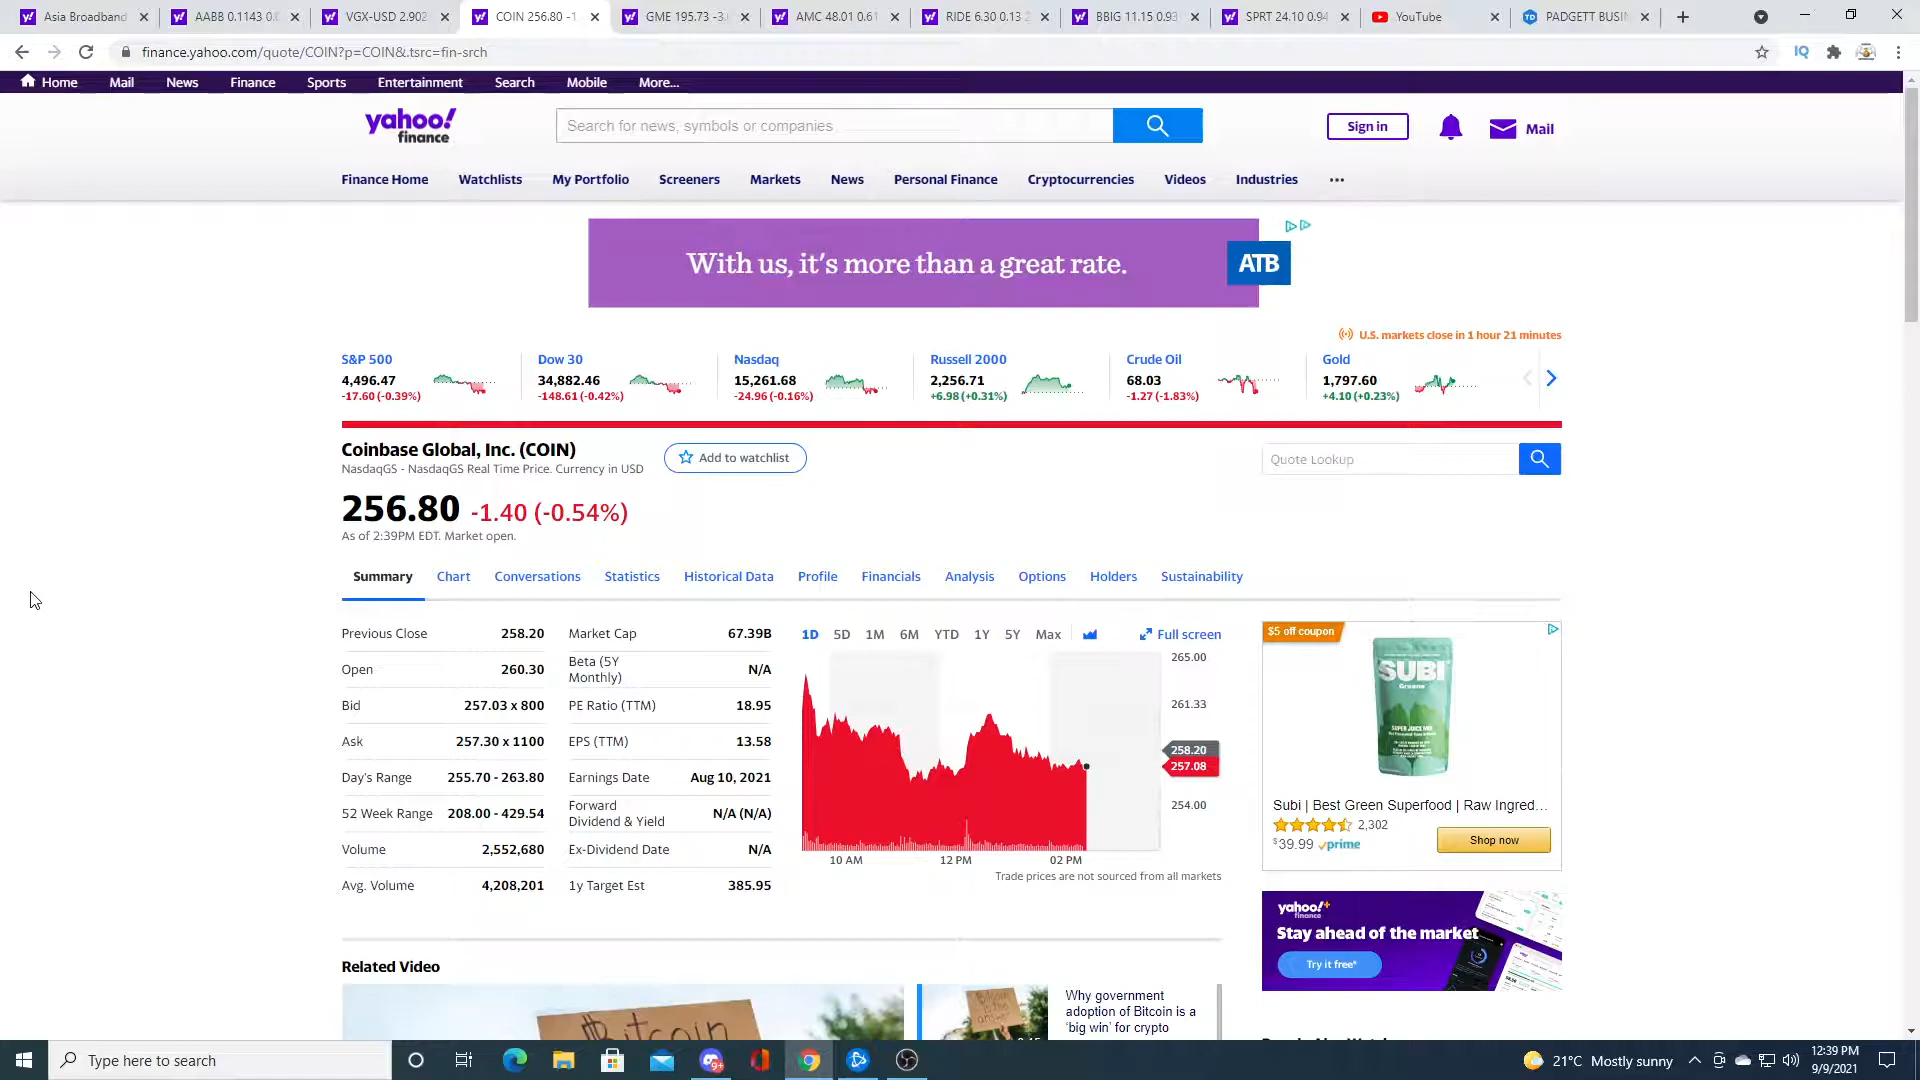 Asia Broadband
AABB 0.1143 0.0
VGX-USD 2.902
COIN 256.80 -1
GME 195.73 -3.
AMC 48.01 0.61
RIDE 6.30 0.13 2
BBIG 11.15 0.93
SPRT 24.10 0.94
YouTube
PADGETT BUSIN
finance.yahoo.com/quote/COIN?p=COIN&.tsrc=fin-srch
IQ
Home Mail News Finance Sports Entertainment Search Mobile More...
yahoo!
finance
Search for news, symbols or companies
Sign in
Mail
Finance Home Watchlists My Portfolio Screeners Markets News Personal Finance Cryptocurrencies Videos Industries ...
With us, it's more than a great rate.
ATB
U.S. markets close in 1 hour 21 minutes
S&P 500
4,496.47
-17.60 (-0.39%)
Dow 30
34,882.46
-148.61 (-0.42%)
Nasdaq
15,261.68
-24.96 (-0.16%)
Russell 2000
2,256.71
+6.98 (+0.31%)
Crude Oil
68.03
-1.27 (-1.83%)
Gold
1,797.60
+4.10 (+0.23%)
Coinbase Global, Inc. (COIN)
NasdaqGS - NasdaqGS Real Time Price. Currency in USD
Add to watchlist
Quote Lookup
256.80 -1.40 (-0.54%)
As of 2:39PM EDT. Market open.
Summary Chart Conversations Statistics Historical Data Profile Financials Analysis Options Holders Sustainability
Previous Close 258.20
Open 260.30
Bid 257.03 x 800
Ask 257.30 x 1100
Day's Range 255.70 - 263.80
52 Week Range 208.00 - 429.54
Volume 2,552,680
Avg. Volume 4,208,201
Market Cap 67.39B
Beta (5Y
Monthly) N/A
PE Ratio (TTM) 18.95
EPS (TTM) 13.58
Earnings Date Aug 10, 2021
Forward
Dividend & Yield N/A (N/A)
Ex-Dividend Date N/A
1y Target Est 385.95
1D 5D 1M 6M YTD 1Y 5Y Max Full screen
265.00
261.33
258.20
257.08
254.00
10 AM 12 PM 02 PM
Trade prices are not sourced from all markets
$5 off coupon
SUBI
Greens
SUPER JUICE MIX
Subi | Best Green Superfood | Raw Ingred...
2,302
$39.99 prime
Shop now
yahoo!+
finance
Stay ahead of the market
Try it free*
Related Video
Bitcoin
Why government
adoption of Bitcoin is a
'big win' for crypto
Type here to search
9+
21°C Mostly sunny
12:39 PM
9/9/2021